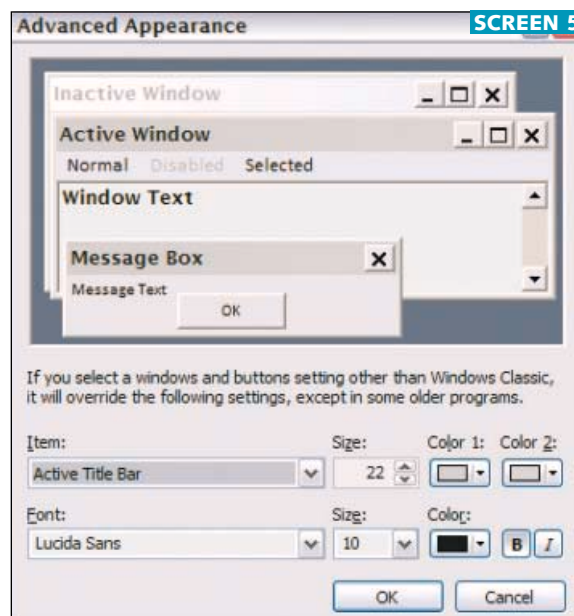 Advanced Appearance
SCREEN 5
Inactive Window
Active Window
Normal Disabled Selected
Window Text
Message Box
Message Text
OK
If you select a windows and buttons setting other than Windows Classic,
it will override the following settings, except in some older programs.
Item: Size: Color 1: Color 2:
Active Title Bar 22
Font: Size: Color:
Lucida Sans 10 B I
OK Cancel